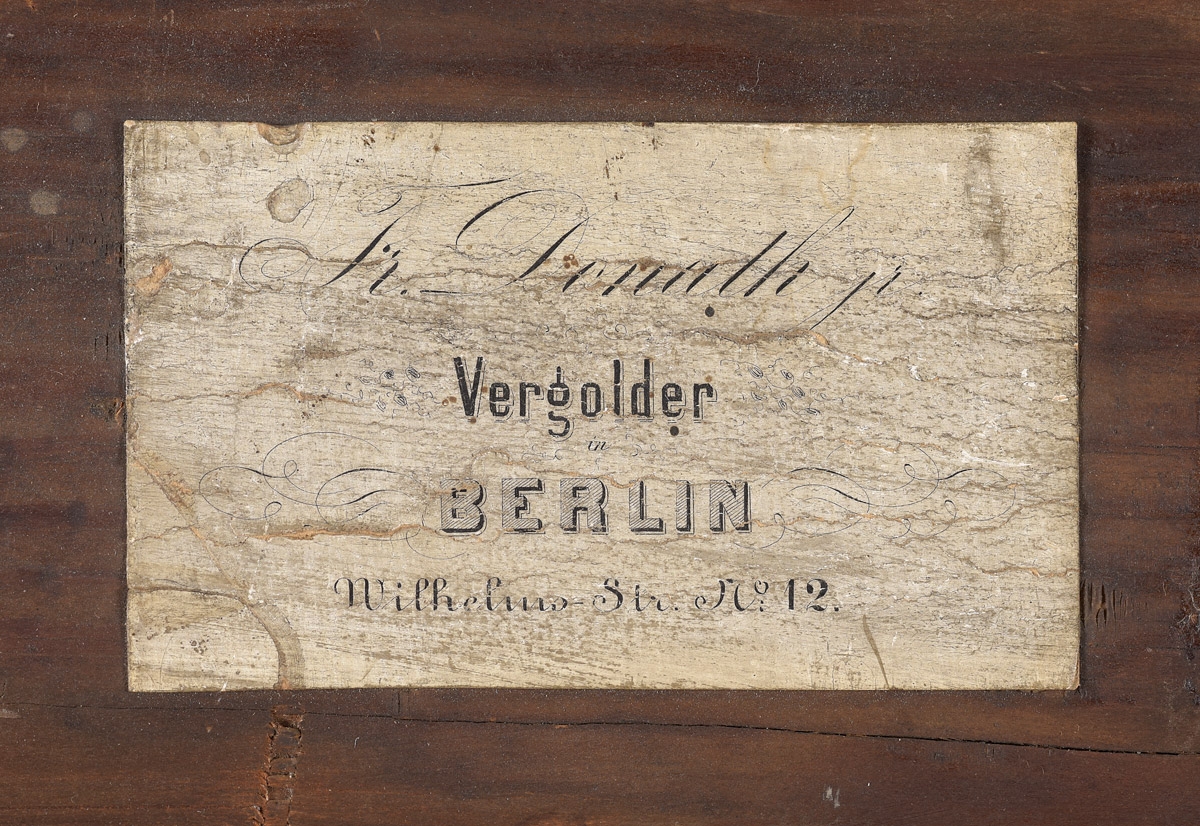 Fr. Donath jr
Vergolder
in
BERLIN
Wilhelms-Str. No. 12.